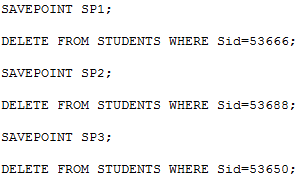 SAVEPOINT SP1;
DELETE FROM STUDENTS WHERE Sid=53666;
SAVEPOINT SP2;
DELETE FROM STUDENTS WHERE Sid=53688;
SAVEPOINT SP3;
DELETE FROM STUDENTS WHERE Sid=53650;